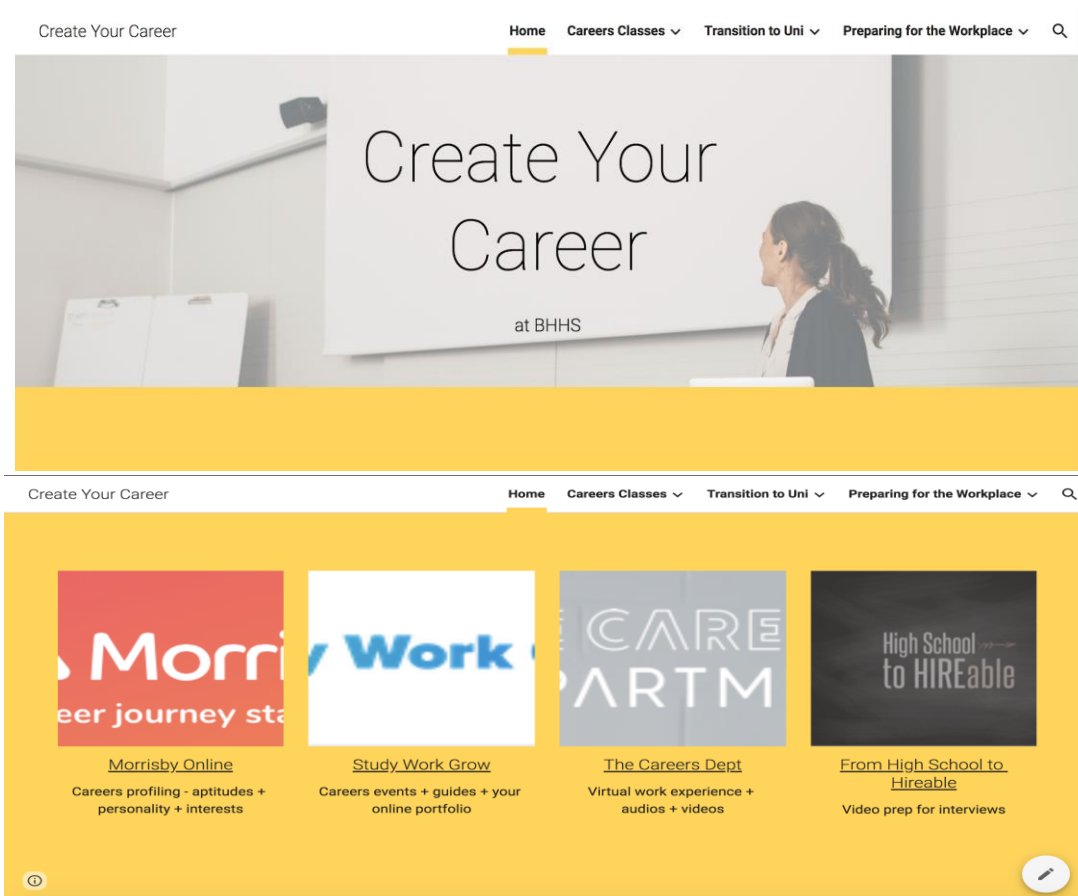 Create Your Career
Home Careers Classes Transition to Uni Preparing for the Workplace
Create Your
Career
at BHHS
Create Your Career
Home Careers Classes Transition to Uni Preparing for the Workplace
Morri
eer journey sta
y Work
E CARE
PARTM
High School
to HIREable
Morrisby Online
Careers profiling - aptitudes +
personality + interests
Study Work Grow
Careers events + guides + your
online portfolio
The Careers Dept
Virtual work experience +
audios + videos
From High School to
Hireable
Video prep for interviews